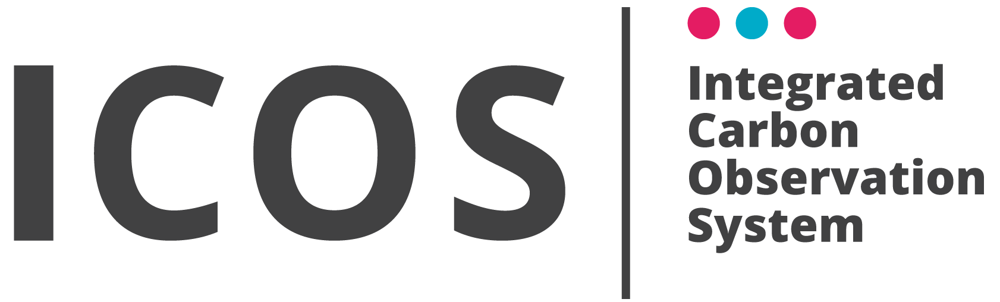 ICOS
Integrated
Carbon
Observation
System